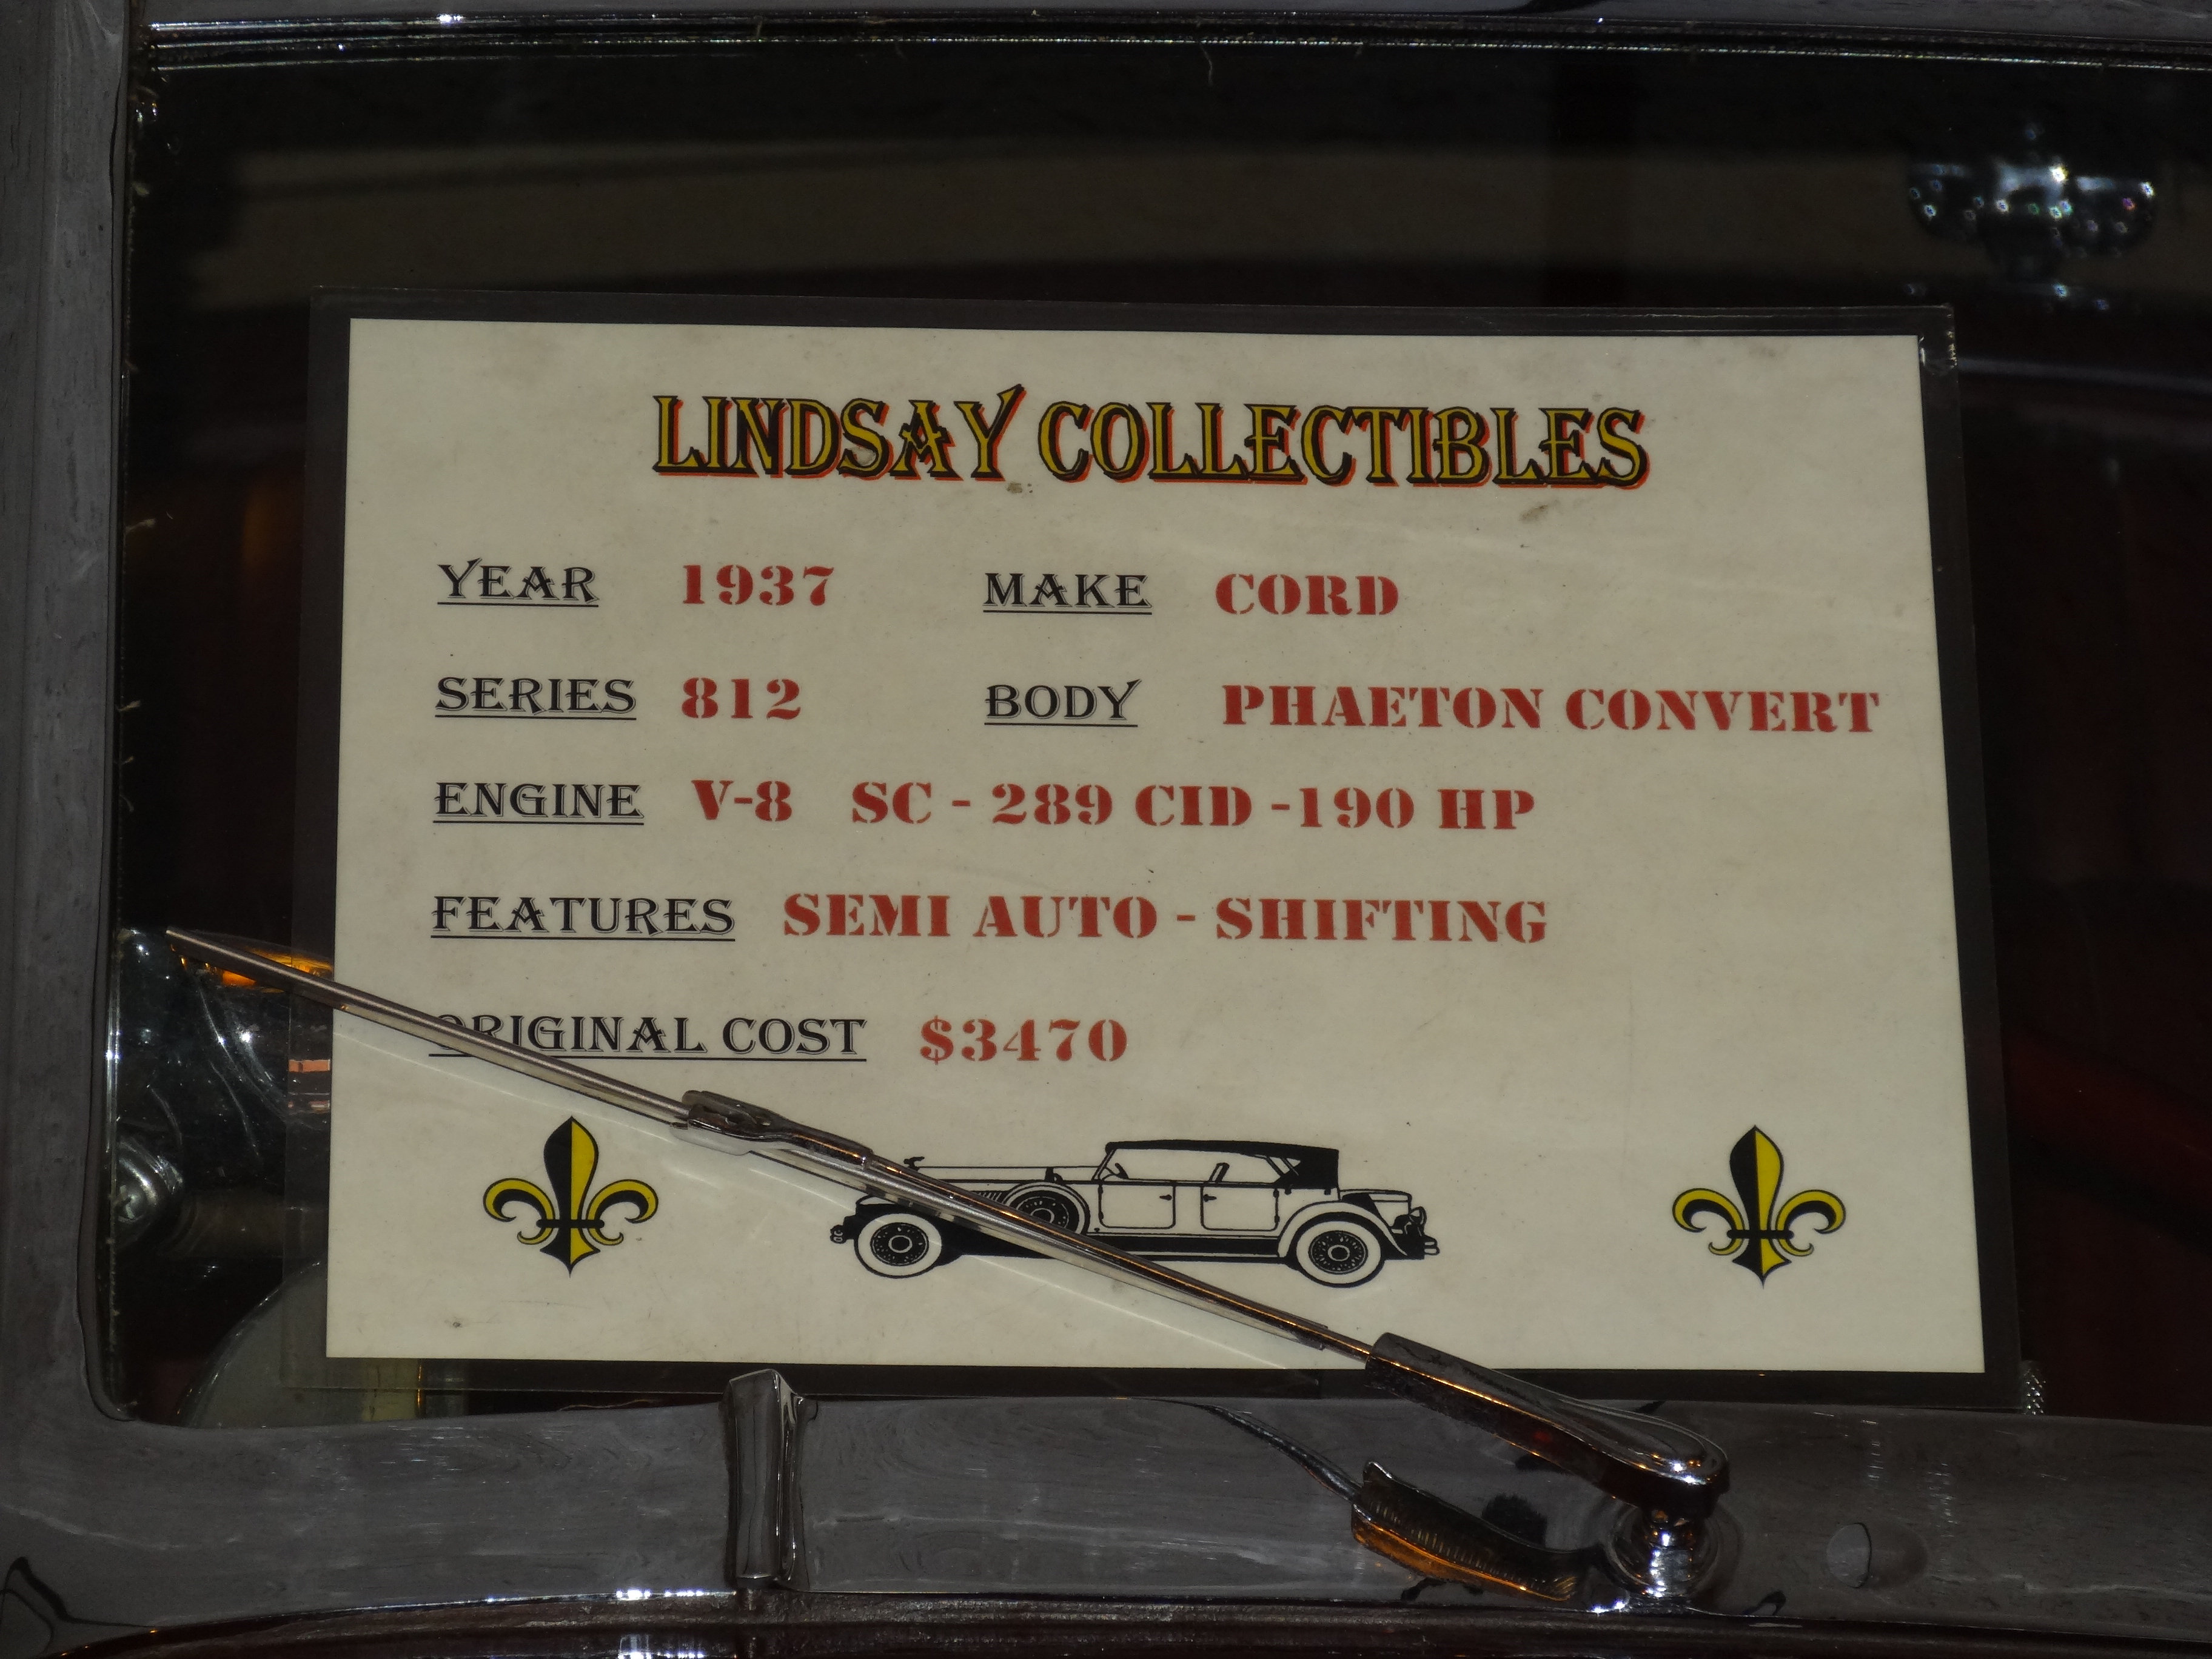 LINDSAY COLLECTIBLES
YEAR 1937 MAKE CORD
SERIES 812 BODY PHAETON CONVERT
ENGINE V-8 SC - 289 CID -190 HP
FEATURES SEMI AUTO - SHIFTING
ORIGINAL COST $3470